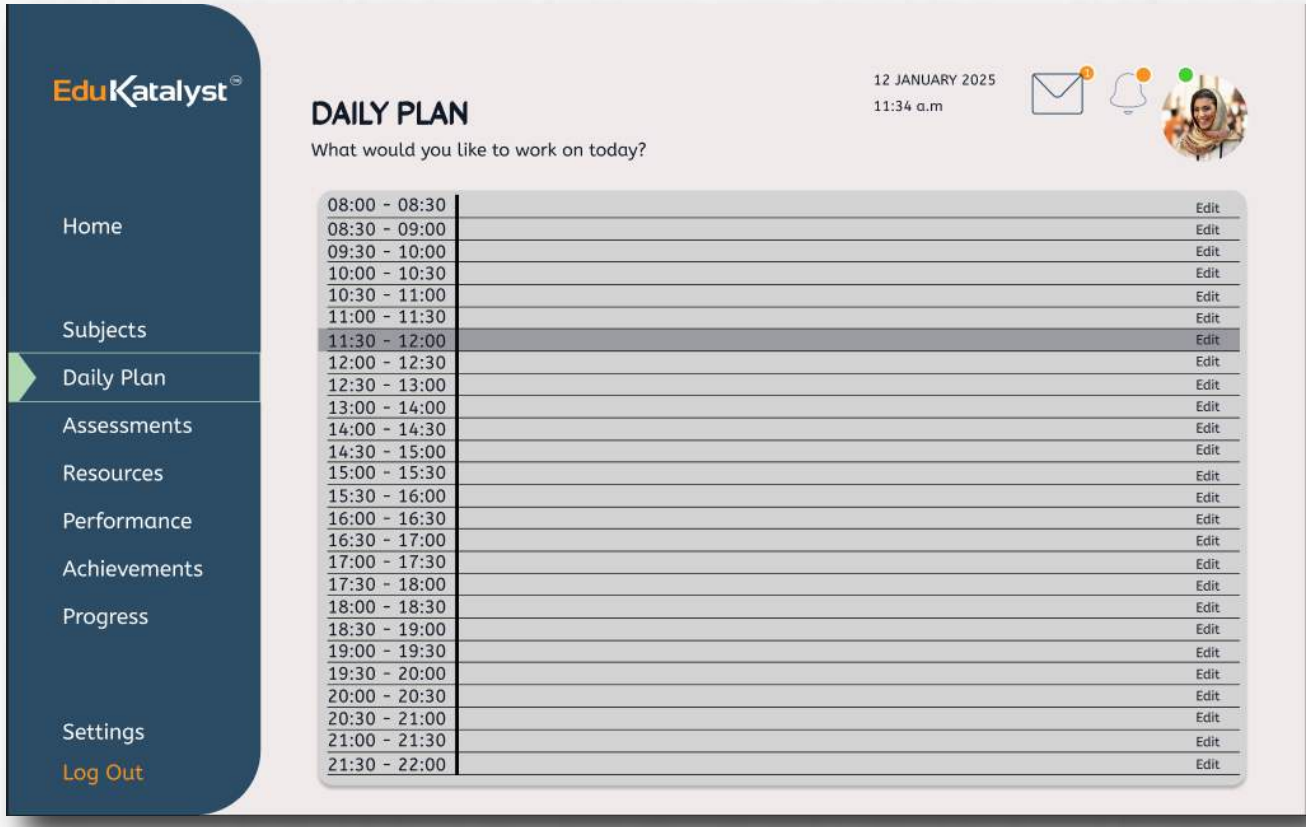 EduKatalyst™
Home
Subjects
Daily Plan
Assessments
Resources
Performance
Achievements
Progress
Settings
Log Out
DAILY PLAN
What would you like to work on today?
12 JANUARY 2025
11:34 a.m
1
08:00 - 08:30 Edit
08:30 - 09:00 Edit
09:30 - 10:00 Edit
10:00 - 10:30 Edit
10:30 - 11:00 Edit
11:00 - 11:30 Edit
11:30 - 12:00 Edit
12:00 - 12:30 Edit
12:30 - 13:00 Edit
13:00 - 14:00 Edit
14:00 - 14:30 Edit
14:30 - 15:00 Edit
15:00 - 15:30 Edit
15:30 - 16:00 Edit
16:00 - 16:30 Edit
16:30 - 17:00 Edit
17:00 - 17:30 Edit
17:30 - 18:00 Edit
18:00 - 18:30 Edit
18:30 - 19:00 Edit
19:00 - 19:30 Edit
19:30 - 20:00 Edit
20:00 - 20:30 Edit
20:30 - 21:00 Edit
21:00 - 21:30 Edit
21:30 - 22:00 Edit